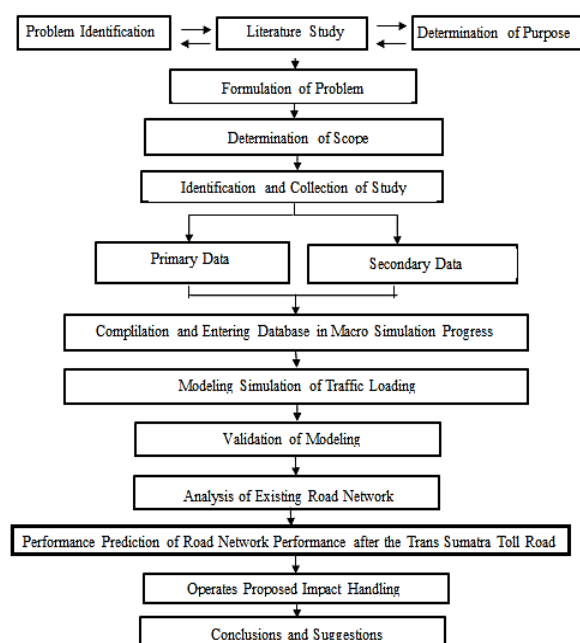 Problem Identification
Literature Study
Determination of Purpose
Formulation of Problem
Determination of Scope
Identification and Collection of Study
Primary Data
Secondary Data
Complilation and Entering Database in Macro Simulation Progress
Modeling Simulation of Traffic Loading
Validation of Modeling
Analysis of Existing Road Network
Performance Prediction of Road Network Performance after the Trans Sumatra Toll Road
Operates Proposed Impact Handling
Conclusions and Suggestions